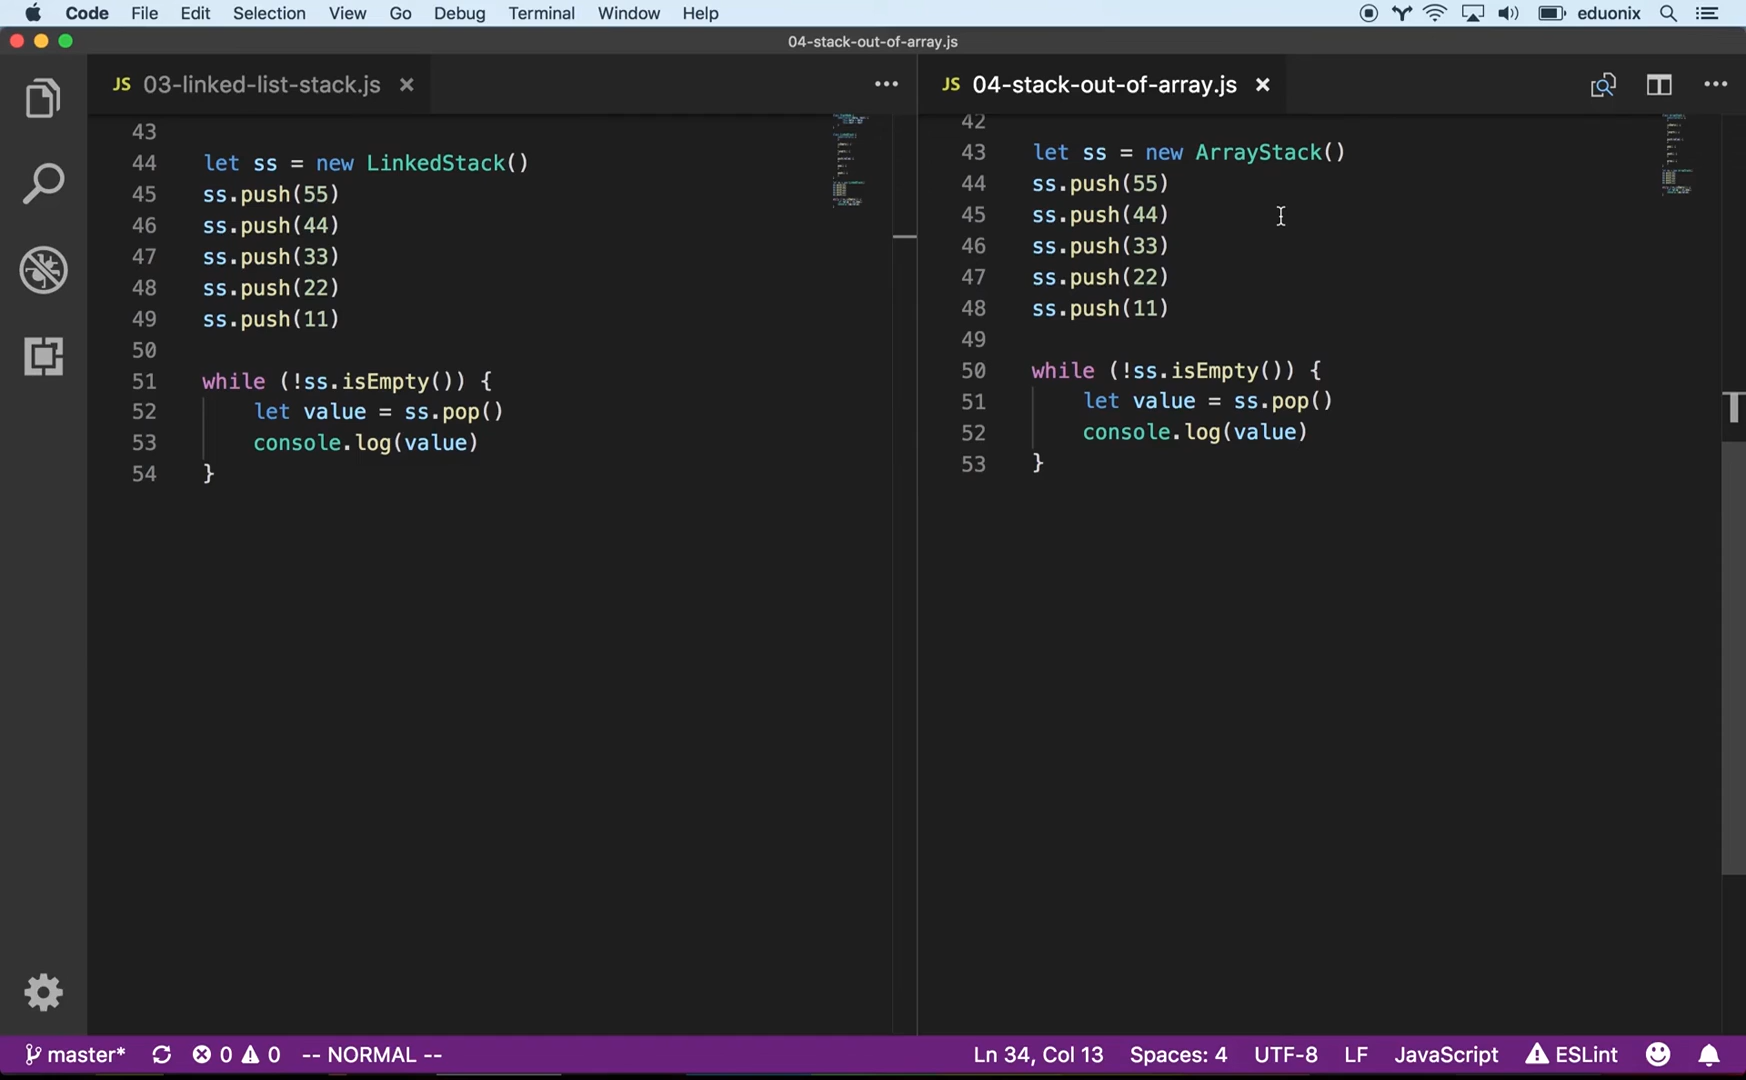 Code File Edit Selection View Go Debug Terminal Window Help eduonix
04-stack-out-of-array.js
JS 03-linked-list-stack.js × ···
43
44 let ss = new LinkedStack()
45 ss.push(55)
46 ss.push(44)
47 ss.push(33)
48 ss.push(22)
49 ss.push(11)
50
51 while (!ss.isEmpty()) {
52 let value = ss.pop()
53 console.log(value)
54 }
JS 04-stack-out-of-array.js × ···
42
43 let ss = new ArrayStack()
44 ss.push(55)
45 ss.push(44)
46 ss.push(33)
47 ss.push(22)
48 ss.push(11)
49
50 while (!ss.isEmpty()) {
51 let value = ss.pop()
52 console.log(value)
53 }
master* 0 0 -- NORMAL -- Ln 34, Col 13 Spaces: 4 UTF-8 LF JavaScript ESLint